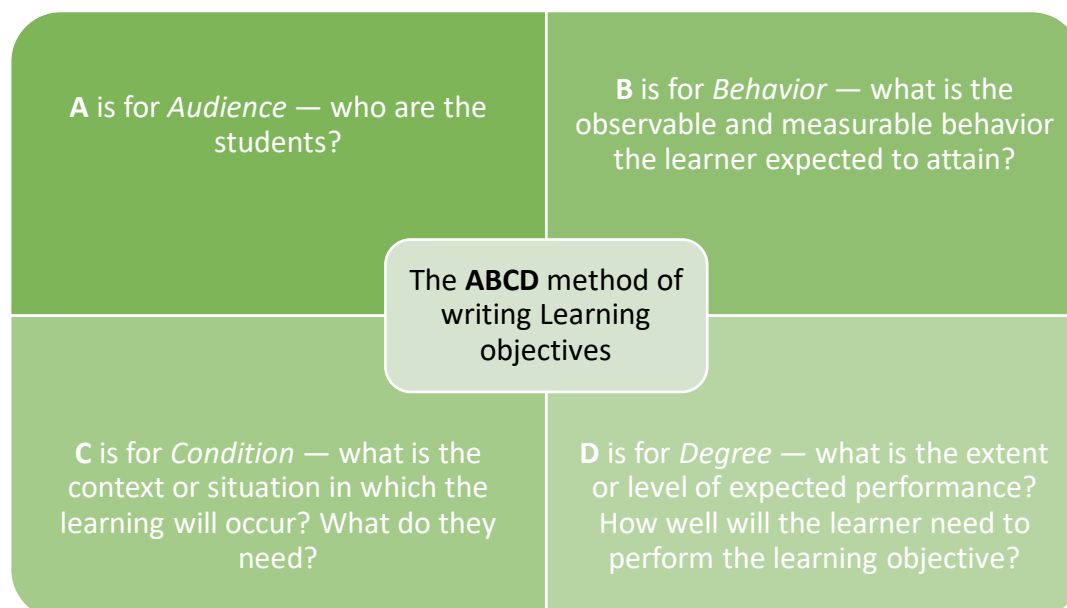 A is for Audience — who are the
students?
B is for Behavior — what is the
observable and measurable behavior
the learner expected to attain?
The ABCD method of
writing Learning
objectives
C is for Condition — what is the
context or situation in which the
learning will occur? What do they
need?
D is for Degree — what is the extent
or level of expected performance?
How well will the learner need to
perform the learning objective?